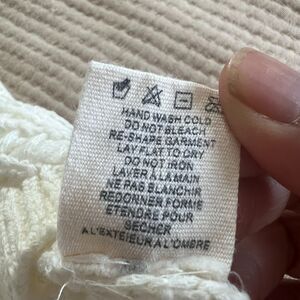 HAND WASH COLD
DO NOT BLEACH
RE-SHAPE GARMENT
LAY FLAT TO DRY
DO NOT IRON
LAVER À LA MAIN
NE PAS BLANCHIR
REDONNER FORME
ETENDRE POUR
SECHER
A L'EXTEIEUR A L'OMBRE